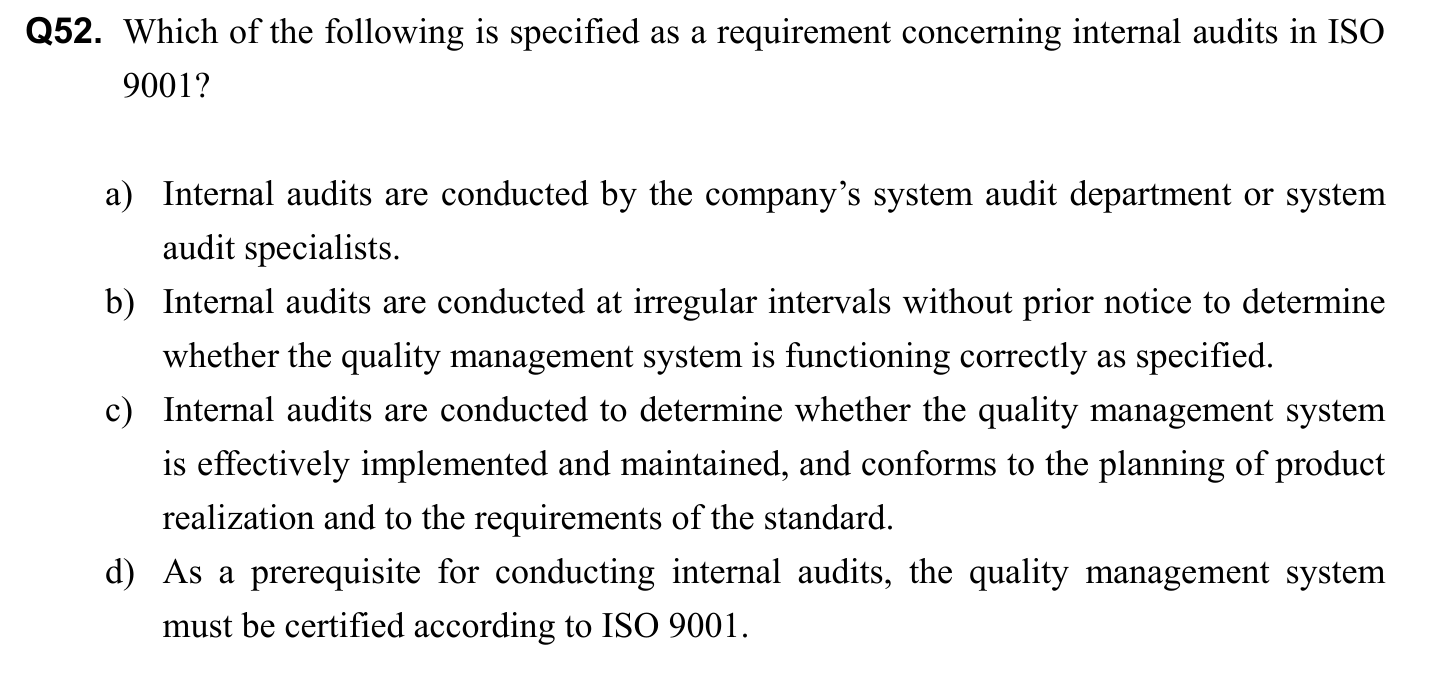 Q52. Which of the following is specified as a requirement concerning internal audits in ISO
9001?
a) Internal audits are conducted by the company’s system audit department or system
audit specialists.
b) Internal audits are conducted at irregular intervals without prior notice to determine
whether the quality management system is functioning correctly as specified.
c) Internal audits are conducted to determine whether the quality management system
is effectively implemented and maintained, and conforms to the planning of product
realization and to the requirements of the standard.
d) As a prerequisite for conducting internal audits, the quality management system
must be certified according to ISO 9001.